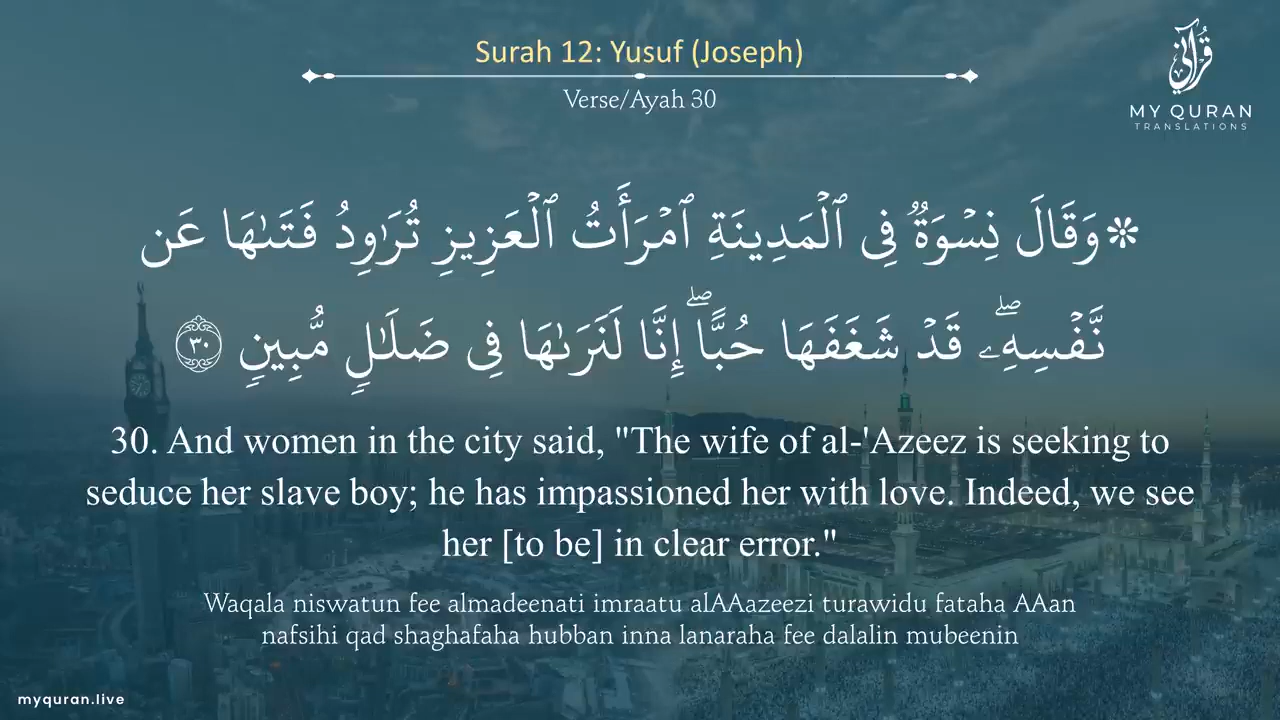 Surah 12: Yusuf (Joseph)
Verse/Ayah 30
قرآني
MY QURAN
TRANSLATIONS
۞وَقَالَ نِسۡوَةٞ فِي ٱلۡمَدِينَةِ ٱمۡرَأَتُ ٱلۡعَزِيزِ تُرَٰوِدُ فَتَىٰهَا عَن
نَّفۡسِهِۦۖ قَدۡ شَغَفَهَا حُبًّاۖ إِنَّا لَنَرَىٰهَا فِي ضَلَٰلٖ مُّبِينٖ ٣٠
30. And women in the city said, "The wife of al-'Azeez is seeking to
seduce her slave boy; he has impassioned her with love. Indeed, we see
her [to be] in clear error."
Waqala niswatun fee almadeenati imraatu alAAazeezi turawidu fataha AAan
nafsihi qad shaghafaha hubban inna lanaraha fee dalalin mubeenin
myquran.live